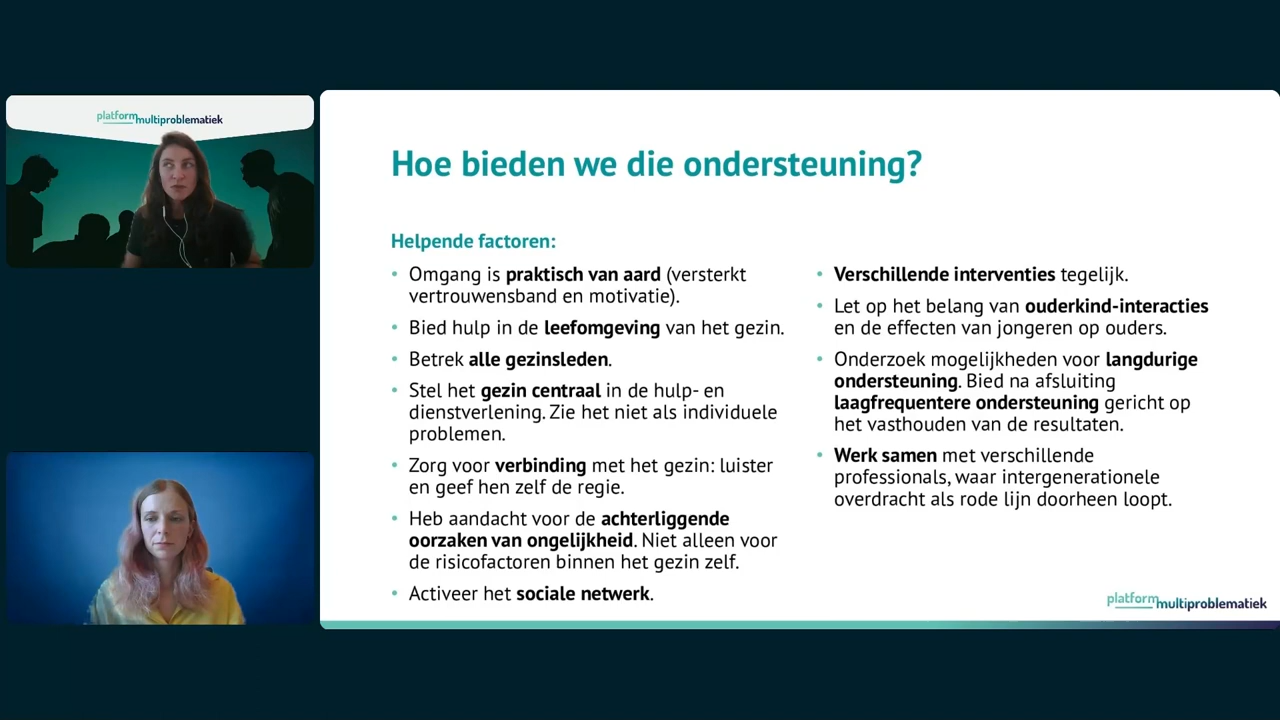 platform
multiproblematiek
Hoe bieden we die ondersteuning?
Helpende factoren:
• Omgang is praktisch van aard (versterkt
vertrouwensband en motivatie).
• Bied hulp in de leefomgeving van het gezin.
• Betrek alle gezinsleden.
• Stel het gezin centraal in de hulp- en
dienstverlening. Zie het niet als individuele
problemen.
• Zorg voor verbinding met het gezin: luister
en geef hen zelf de regie.
• Heb aandacht voor de achterliggende
oorzaken van ongelijkheid. Niet alleen voor
de risicofactoren binnen het gezin zelf.
• Activeer het sociale netwerk.
• Verschillende interventies tegelijk.
• Let op het belang van ouderkind-interacties
en de effecten van jongeren op ouders.
• Onderzoek mogelijkheden voor langdurige
ondersteuning. Bied na afsluiting
laagfrequentere ondersteuning gericht op
het vasthouden van de resultaten.
• Werk samen met verschillende
professionals, waar intergenerationele
overdracht als rode lijn doorheen loopt.
platform
multiproblematiek